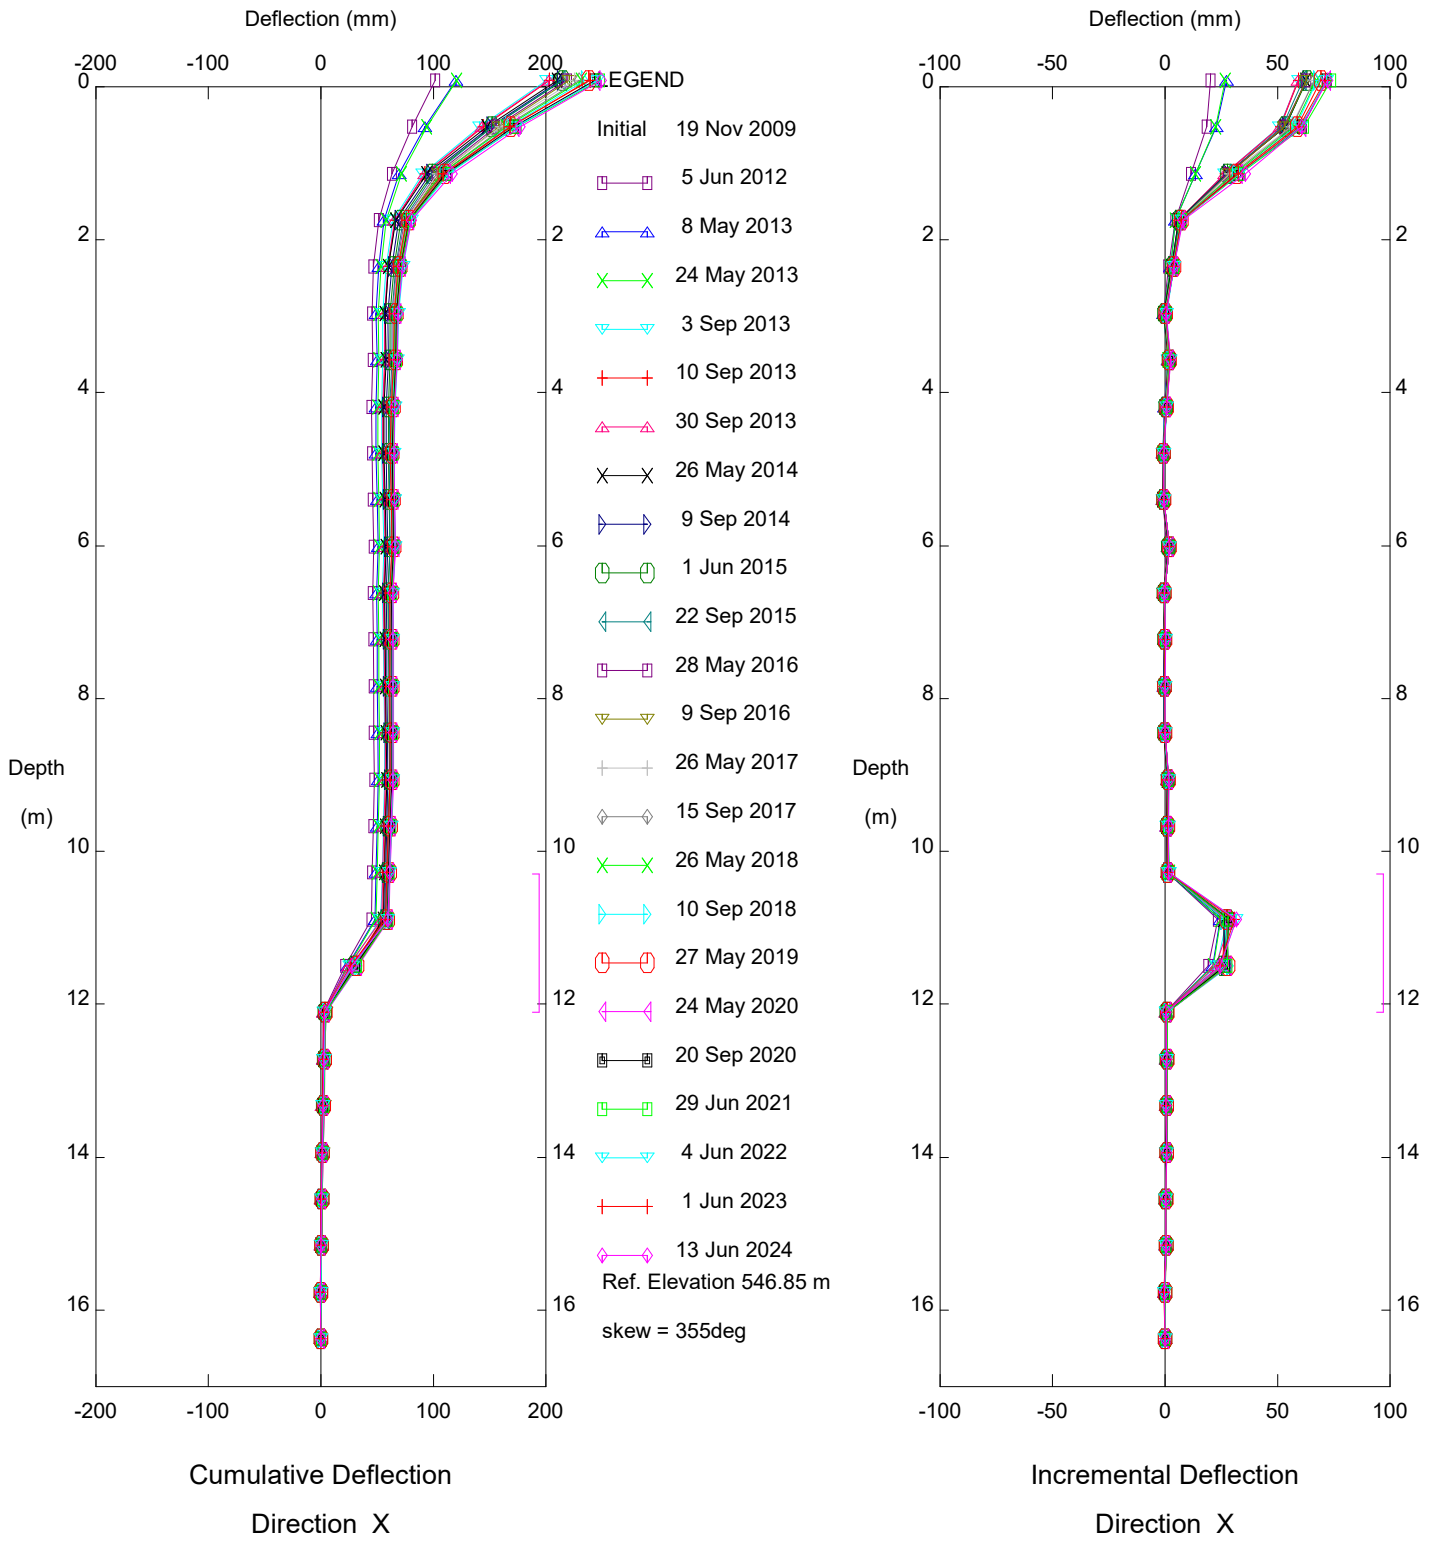 Deflection (mm)
-200 -100 0 100 200
0
2 2
4 4
6 6
8 8
10 10
12 12
14 14
16 16
Depth
(m)
-200 -100 0 100 200
Cumulative Deflection
Direction X
LEGEND
Initial 19 Nov 2009
5 Jun 2012
8 May 2013
24 May 2013
3 Sep 2013
10 Sep 2013
30 Sep 2013
26 May 2014
9 Sep 2014
1 Jun 2015
22 Sep 2015
28 May 2016
9 Sep 2016
26 May 2017
15 Sep 2017
26 May 2018
10 Sep 2018
27 May 2019
24 May 2020
20 Sep 2020
29 Jun 2021
4 Jun 2022
1 Jun 2023
13 Jun 2024
Ref. Elevation 546.85 m
skew = 355deg
Deflection (mm)
-100 -50 0 50 100
0 0
2 2
4 4
6 6
8 8
10 10
12 12
14 14
16 16
Depth
(m)
-100 -50 0 50 100
Incremental Deflection
Direction X